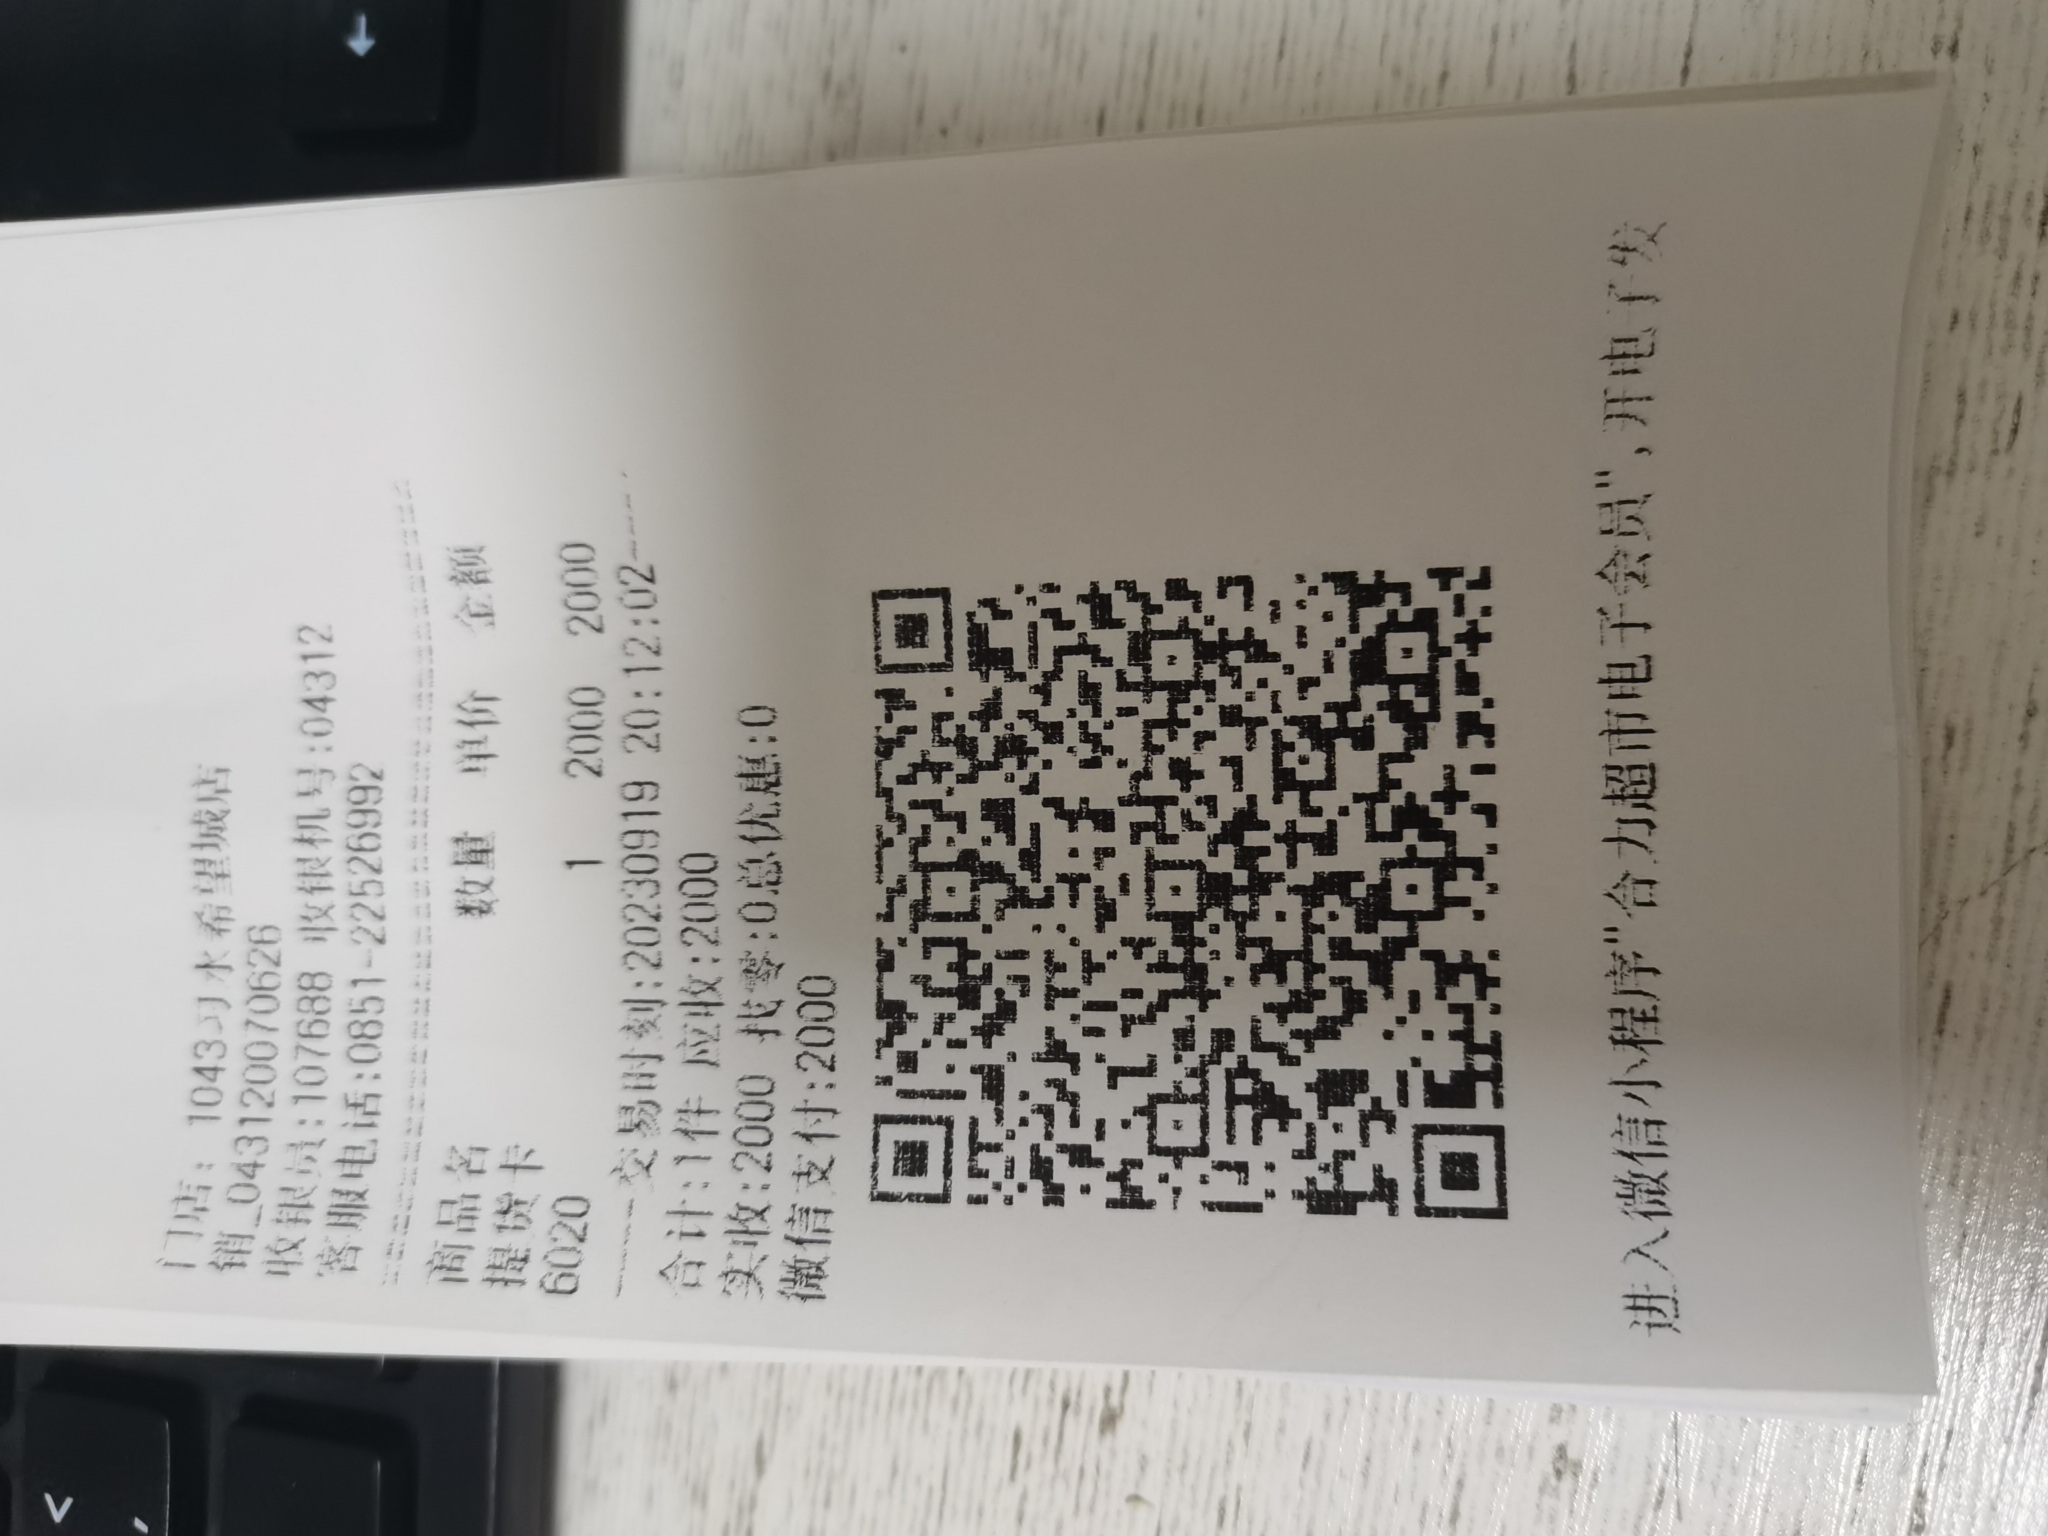 门店: 1043习水希望城店
销_04312007​0626
收银员:107688 收银机号:04312
客服电话:0851-22526992
商品名 数量 单价 金额
提货卡
6020 1 2000 2000
交易时刻:20230919 20:12:02
合计:1件 应收:2000
实收:2000 找零:0总优惠:0
微信支付:2000
进入微信小程序"合力超市电子会员",开电子发